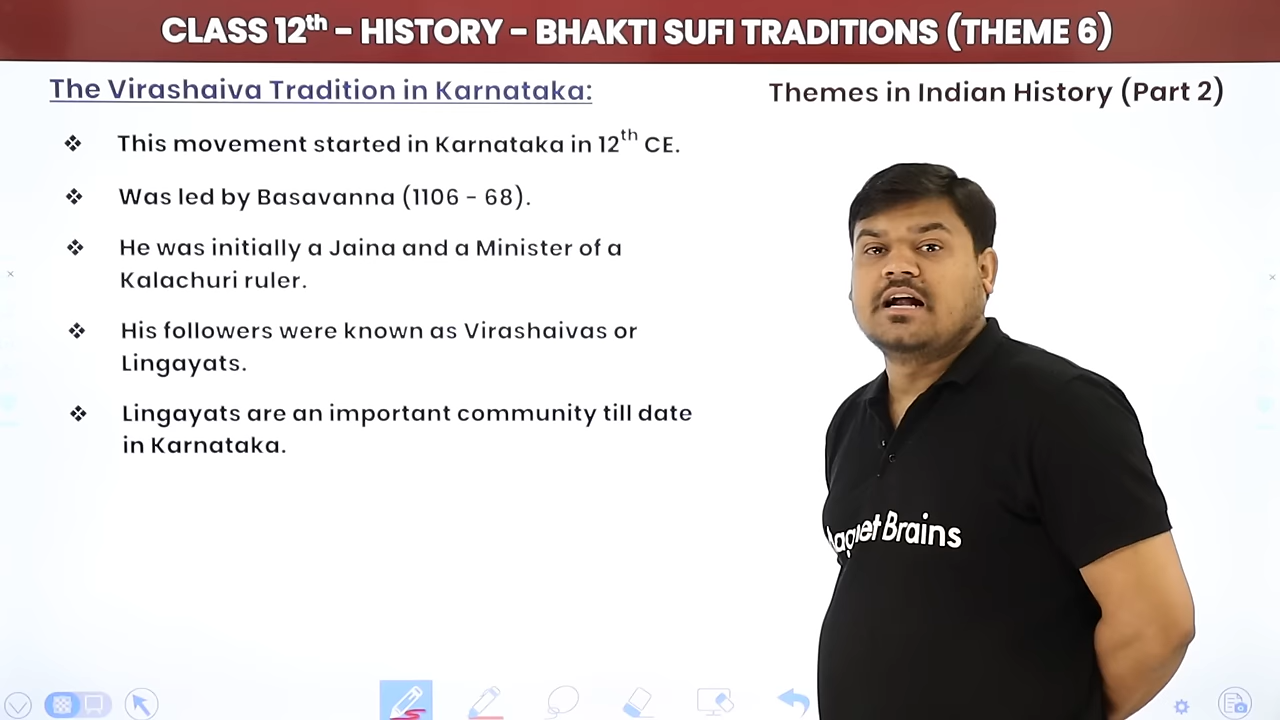 CLASS 12th - HISTORY - BHAKTI SUFI TRADITIONS (THEME 6)
The Virashaiva Tradition in Karnataka:
Themes in Indian History (Part 2)
❖ This movement started in Karnataka in 12th CE.
❖ Was led by Basavanna (1106 - 68).
❖ He was initially a Jaina and a Minister of a
Kalachuri ruler.
❖ His followers were known as Virashaivas or
Lingayats.
❖ Lingayats are an important community till date
in Karnataka.
Brains